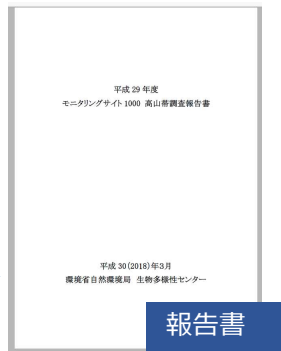 平成 29 年度
モニタリングサイト 1000 高山帯調査報告書
平成 30(2018)年3月
環境省自然環境局 生物多様性センター
報告書